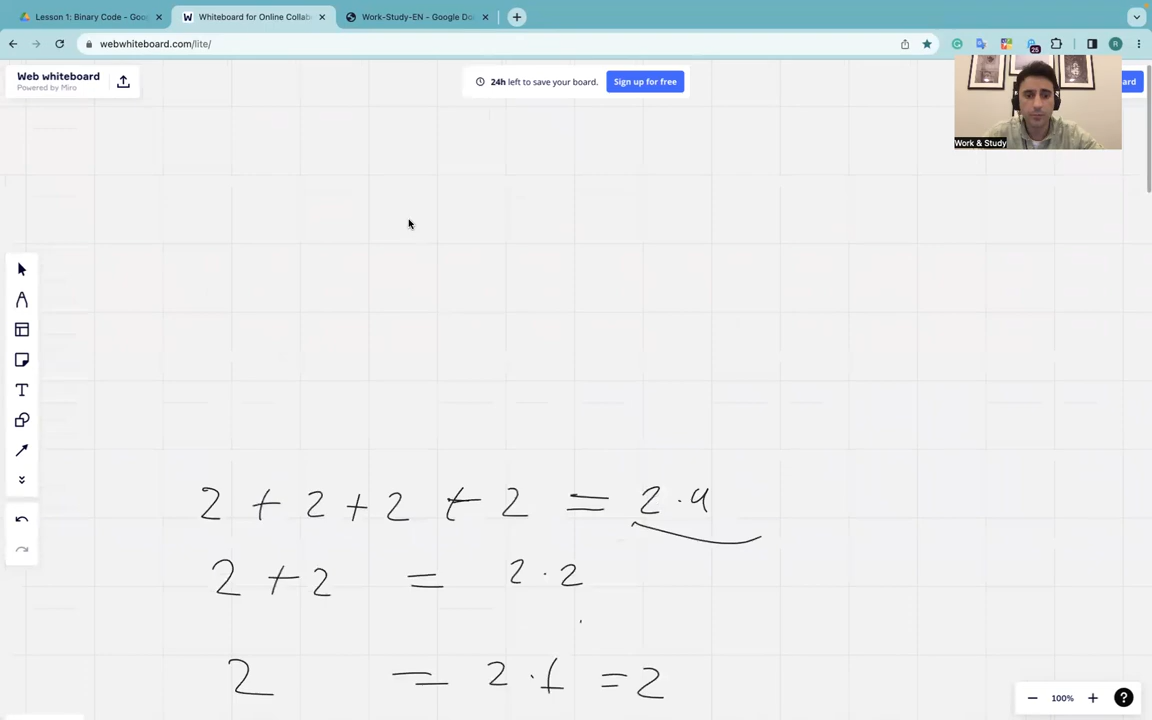 Lesson 1: Binary Code - Goo
Whiteboard for Online Collab
Work-Study-EN - Google Do
webwhiteboard.com/lite/
25
R
Web whiteboard
Powered by Miro
24h left to save your board.
Sign up for free
ard
Work & Study
T
2 + 2 + 2 + 2 = 2 · 4
2 + 2 = 2 · 2
2 = 2 · 1 = 2
100%
?